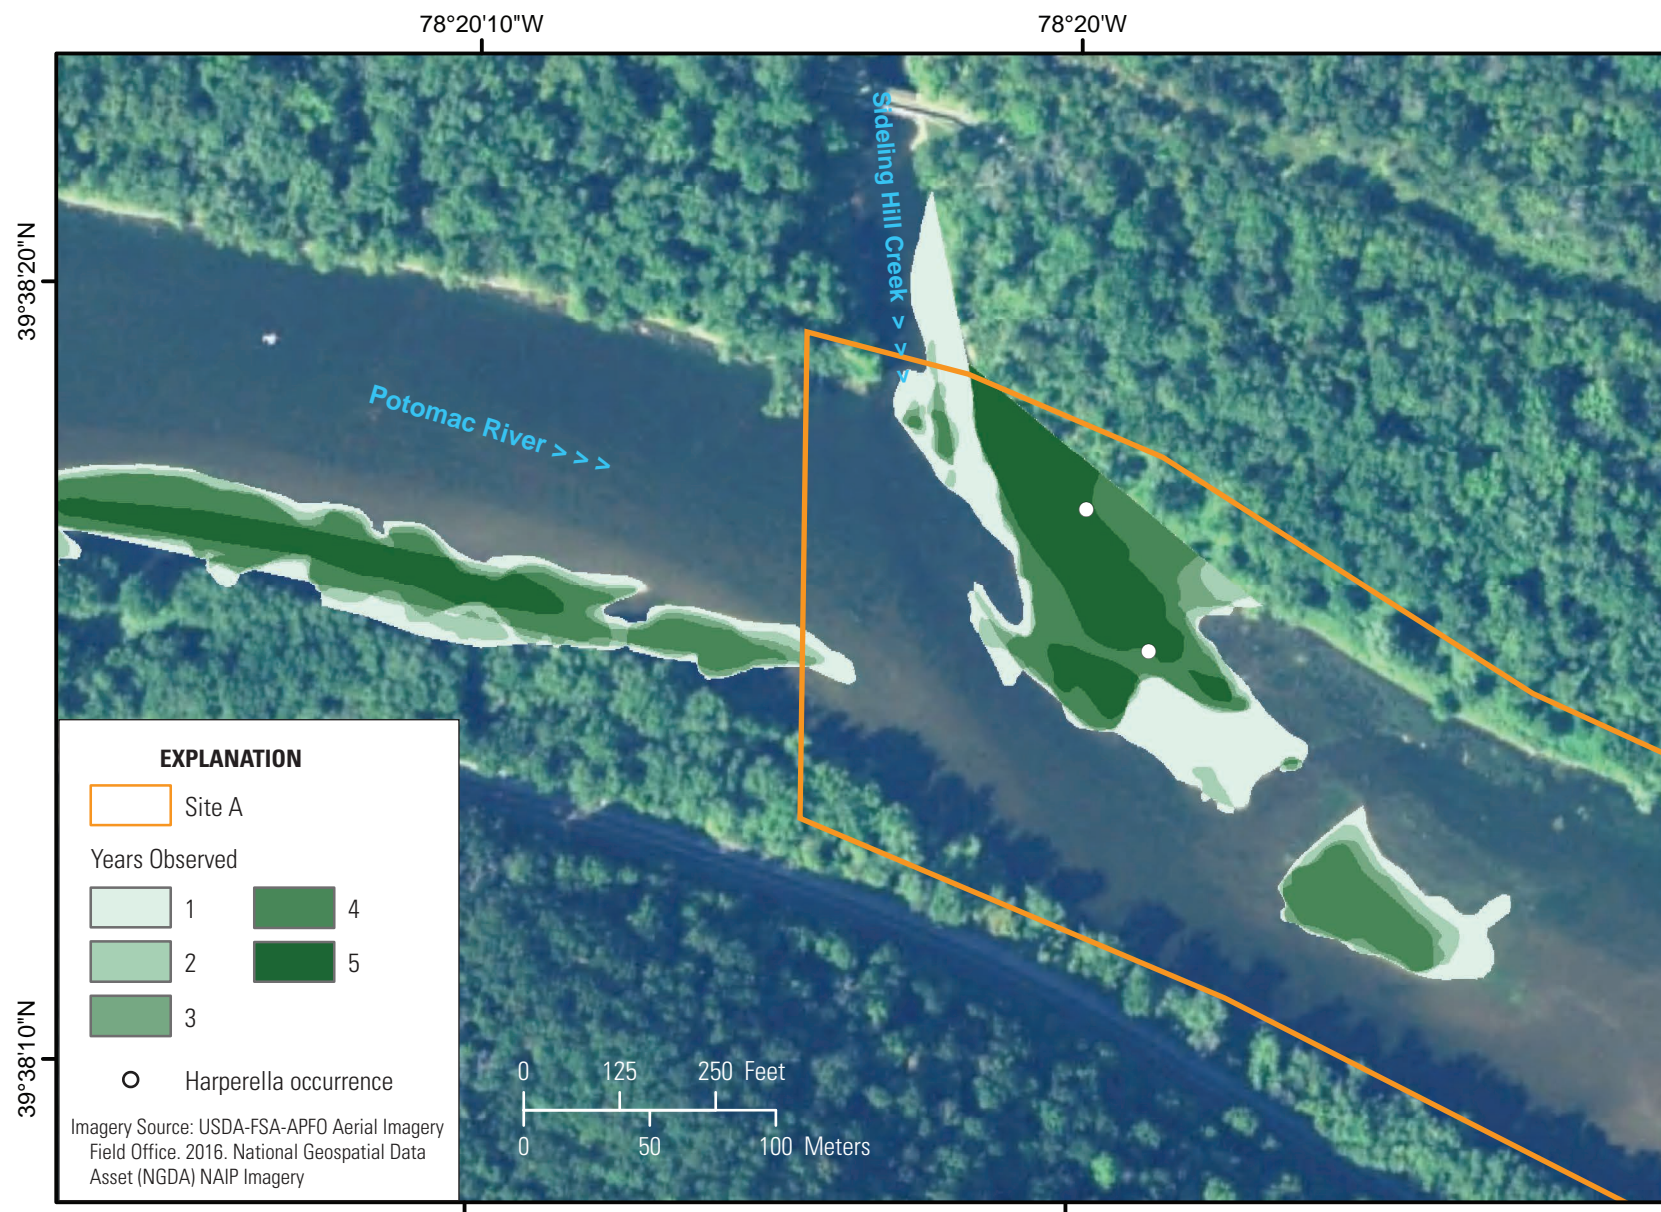 78°20'10"W
78°20'W
39°38'20"N
39°38'10"N
Sideling Hill Creek > > >
Potomac River > > >
EXPLANATION
Site A
Years Observed
1
4
2
5
3
Harperella occurrence
Imagery Source: USDA-FSA-APFO Aerial Imagery
Field Office. 2016. National Geospatial Data
Asset (NGDA) NAIP Imagery
0 125 250 Feet
0 50 100 Meters